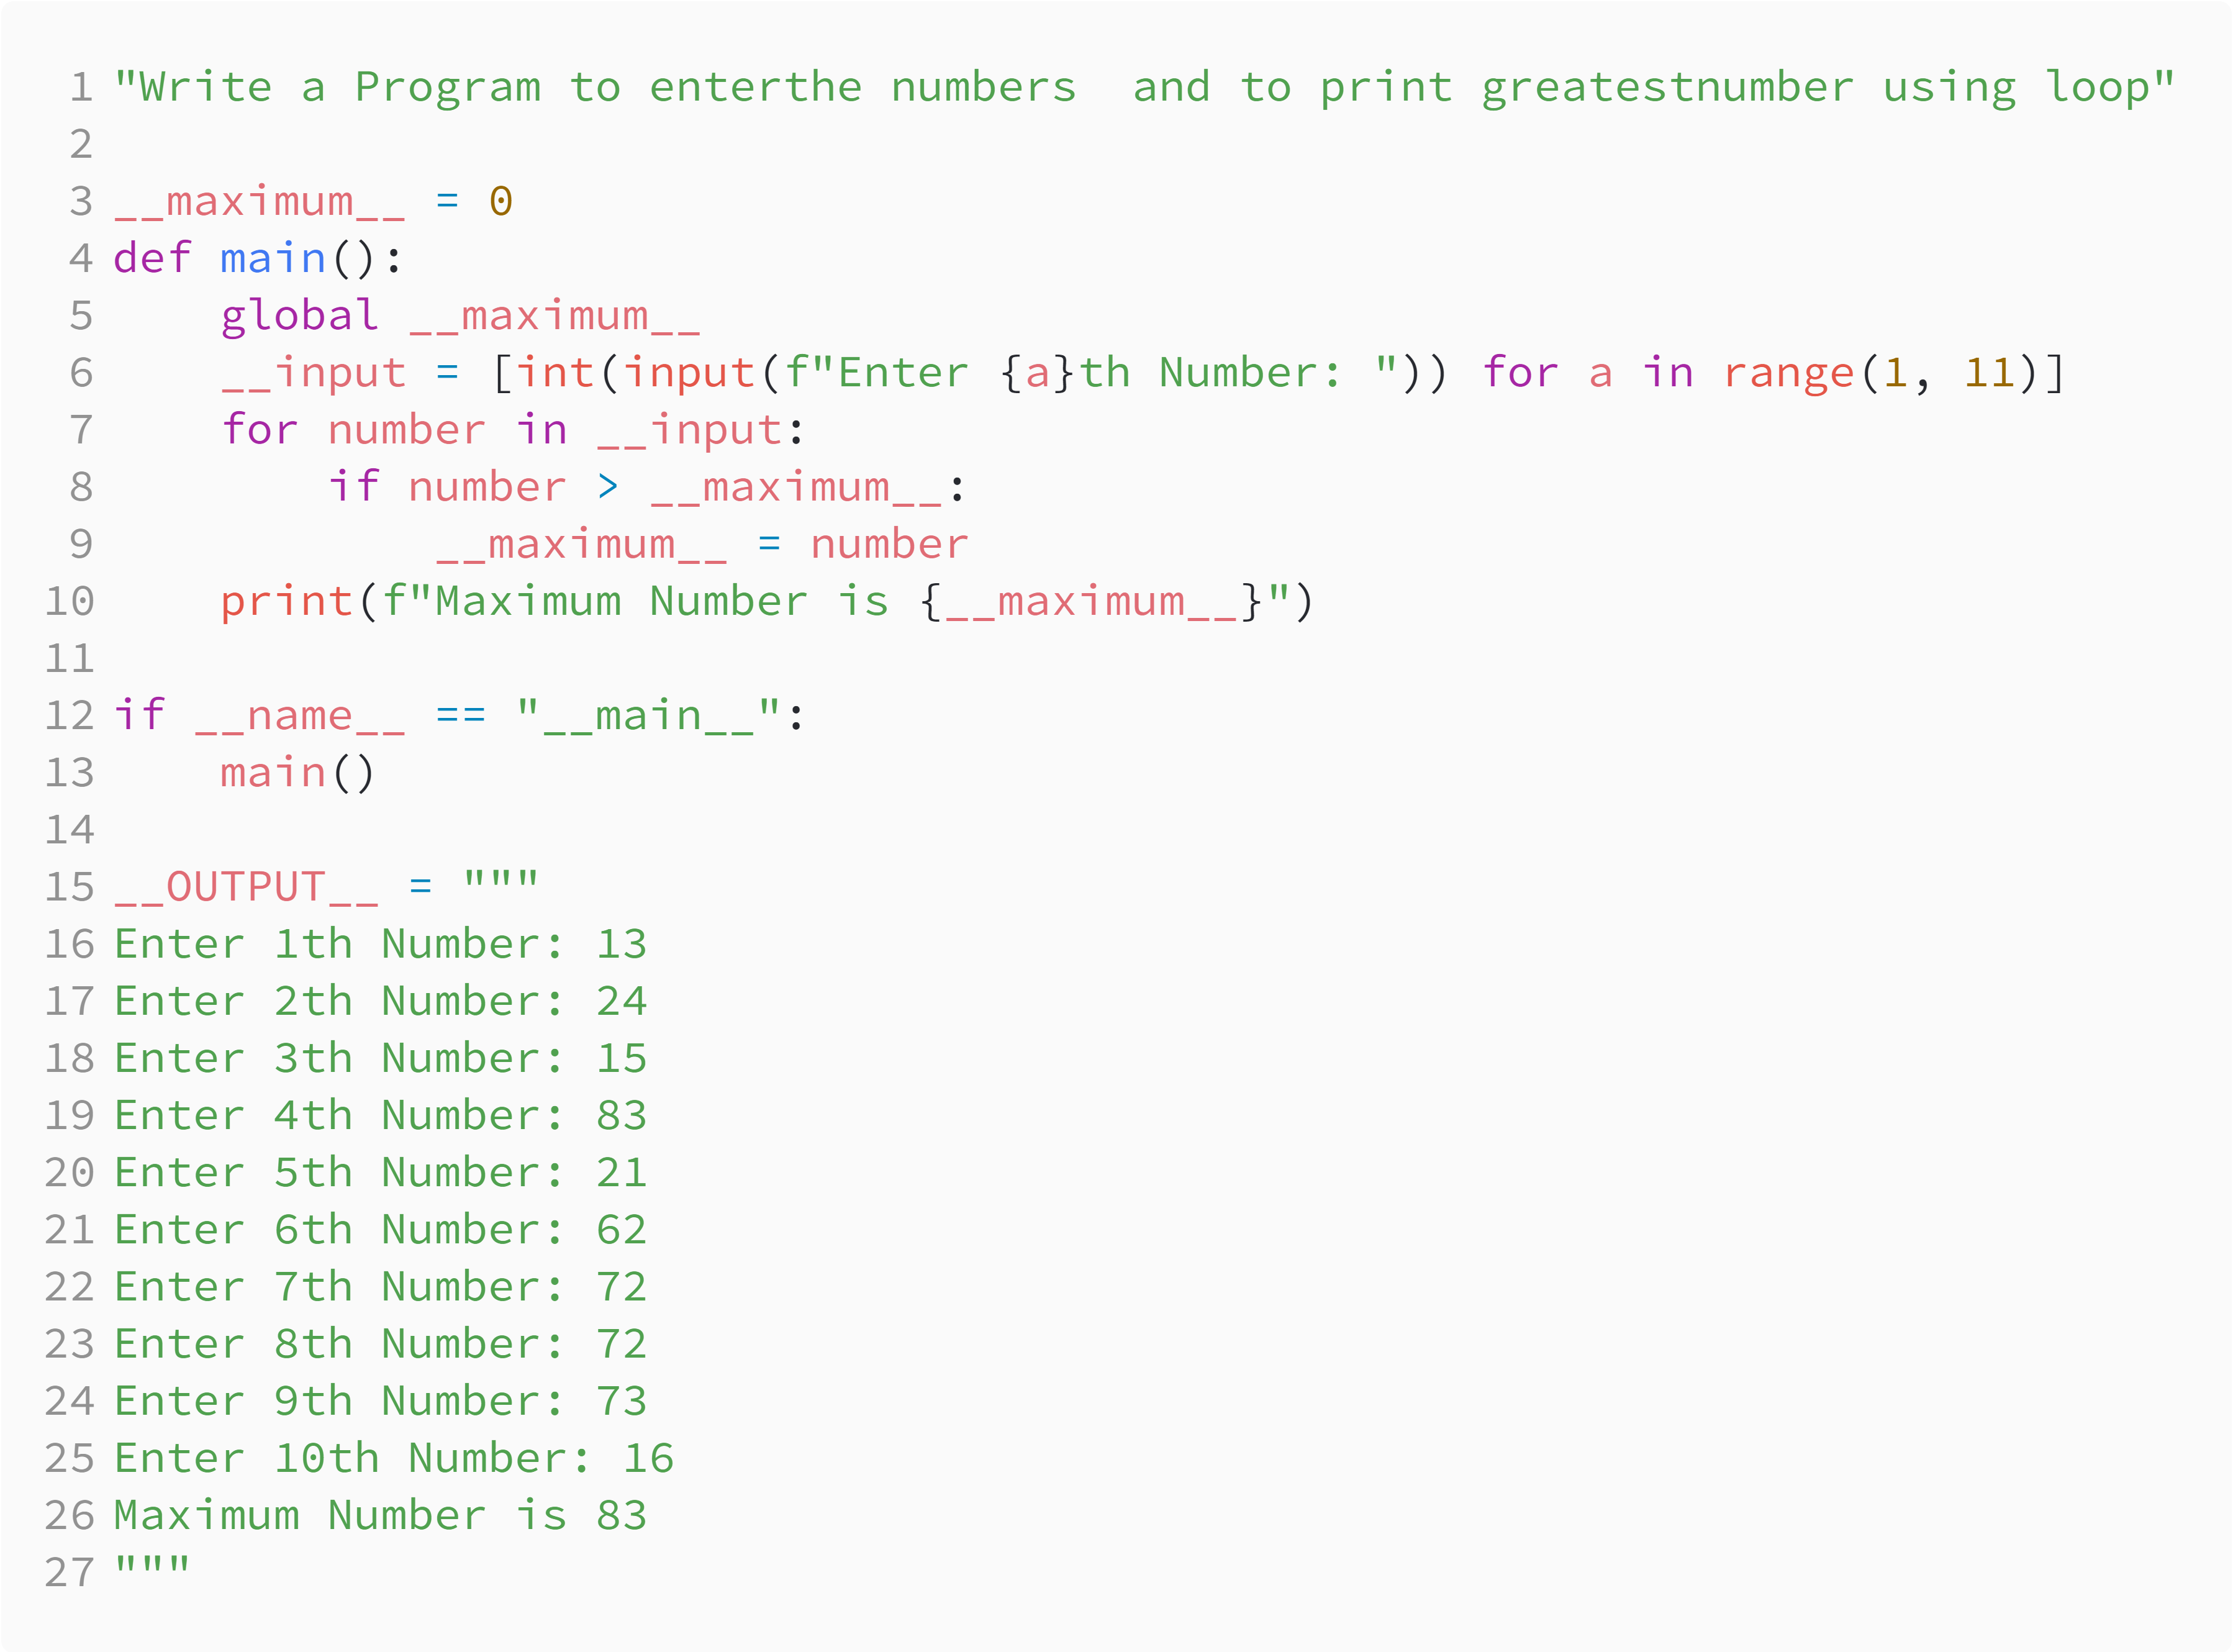 1 "Write a Program to enterthe numbers  and to print greatestnumber using loop"
2
3 __maximum__ = 0
4 def main():
5     global __maximum__
6     __input = [int(input(f"Enter {a}th Number: ")) for a in range(1, 11)]
7     for number in __input:
8         if number > __maximum__:
9             __maximum__ = number
10     print(f"Maximum Number is {__maximum__}")
11
12 if __name__ == "__main__":
13     main()
14
15 __OUTPUT__ = """
16 Enter 1th Number: 13
17 Enter 2th Number: 24
18 Enter 3th Number: 15
19 Enter 4th Number: 83
20 Enter 5th Number: 21
21 Enter 6th Number: 62
22 Enter 7th Number: 72
23 Enter 8th Number: 72
24 Enter 9th Number: 73
25 Enter 10th Number: 16
26 Maximum Number is 83
27 """